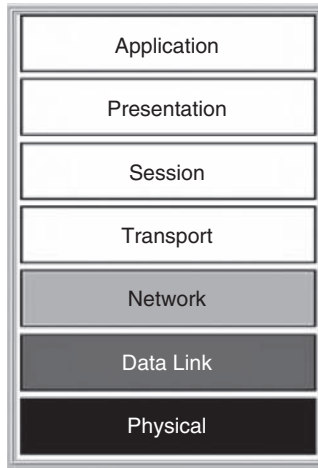 Application
Presentation
Session
Transport
Network
Data Link
Physical